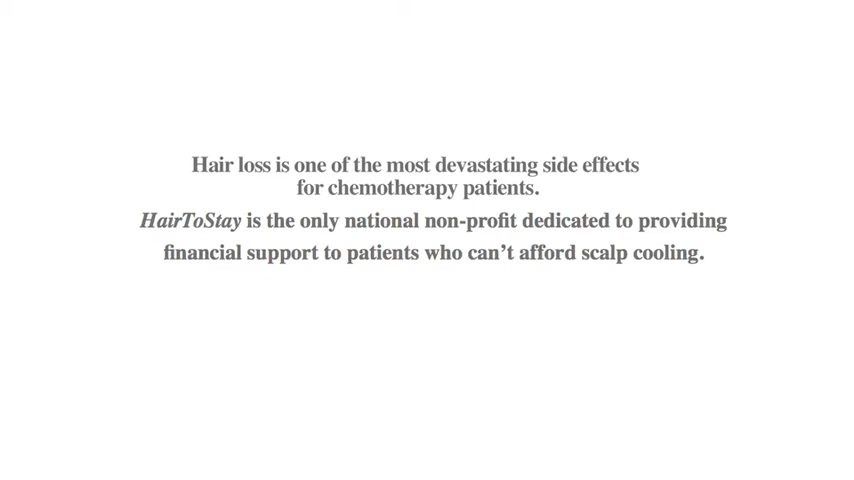 Hair loss is one of the most devastating side effects
for chemotherapy patients.
HairToStay is the only national non-profit dedicated to providing
financial support to patients who can’t afford scalp cooling.